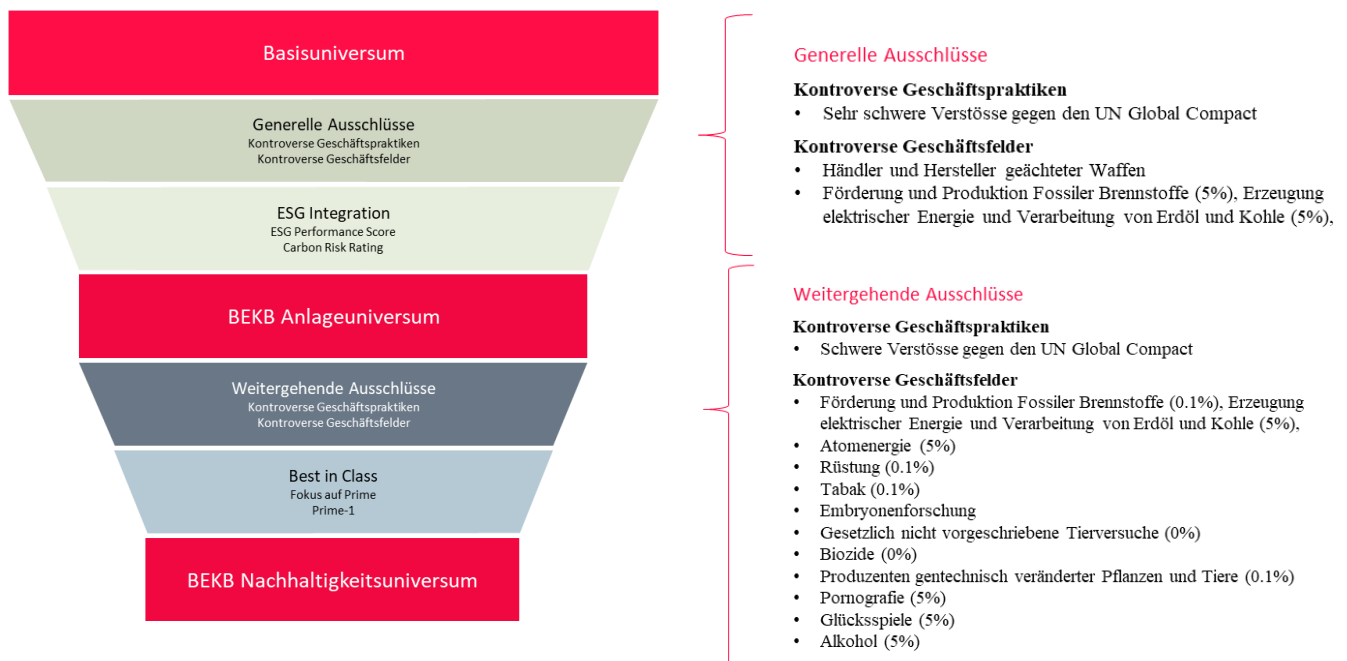 Basisuniversum
Generelle Ausschlüsse
Kontroverse Geschäftspraktiken
Kontroverse Geschäftsfelder
ESG Integration
ESG Performance Score
Carbon Risk Rating
BEKB Anlageuniversum
Weitergehende Ausschlüsse
Kontroverse Geschäftspraktiken
Kontroverse Geschäftsfelder
Best in Class
Fokus auf Prime
Prime-1
BEKB Nachhaltigkeitsuniversum
Generelle Ausschlüsse
Kontroverse Geschäftspraktiken
• Sehr schwere Verstösse gegen den UN Global Compact
Kontroverse Geschäftsfelder
• Händler und Hersteller geächteter Waffen
• Förderung und Produktion Fossiler Brennstoffe (5%), Erzeugung
elektrischer Energie und Verarbeitung von Erdöl und Kohle (5%),
Weitergehende Ausschlüsse
Kontroverse Geschäftspraktiken
• Schwere Verstösse gegen den UN Global Compact
Kontroverse Geschäftsfelder
• Förderung und Produktion Fossiler Brennstoffe (0.1%), Erzeugung
elektrischer Energie und Verarbeitung von Erdöl und Kohle (5%),
• Atomenergie (5%)
• Rüstung (0.1%)
• Tabak (0.1%)
• Embryonenforschung
• Gesetzlich nicht vorgeschriebene Tierversuche (0%)
• Biozide (0%)
• Produzenten gentechnisch veränderter Pflanzen und Tiere (0.1%)
• Pornografie (5%)
• Glücksspiele (5%)
• Alkohol (5%)